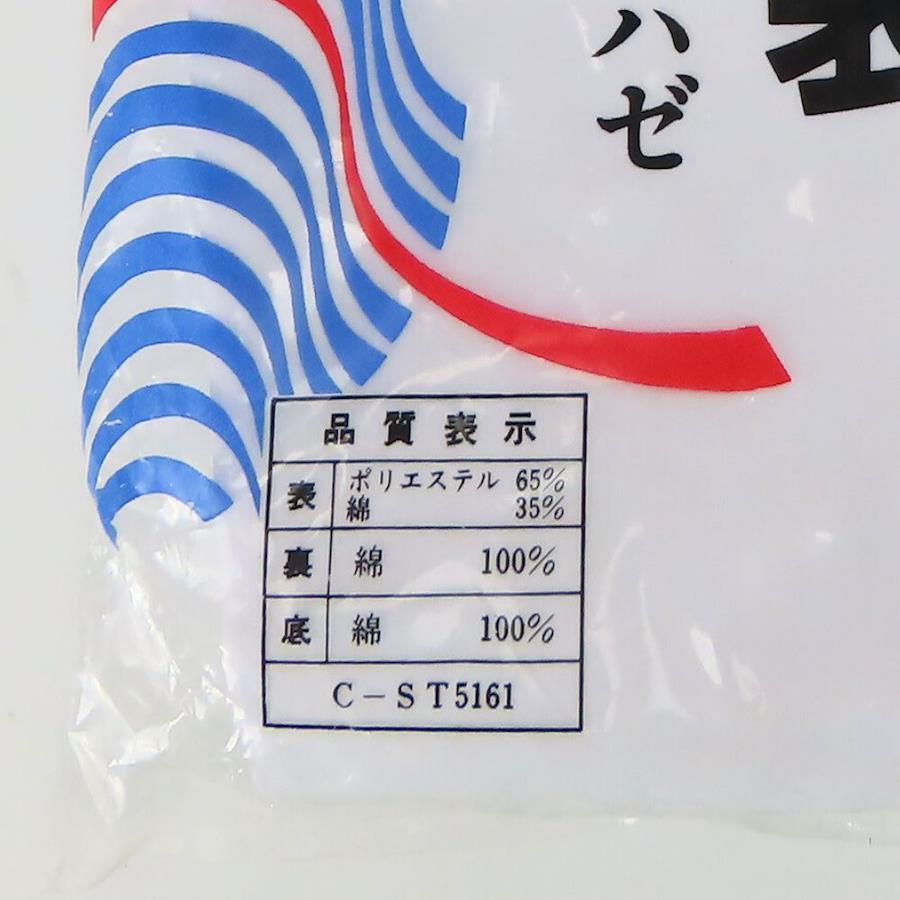 ハゼ
品質表示
表 ポリエステル 65%
綿 35%
裏 綿 100%
底 綿 100%
C-ST5161